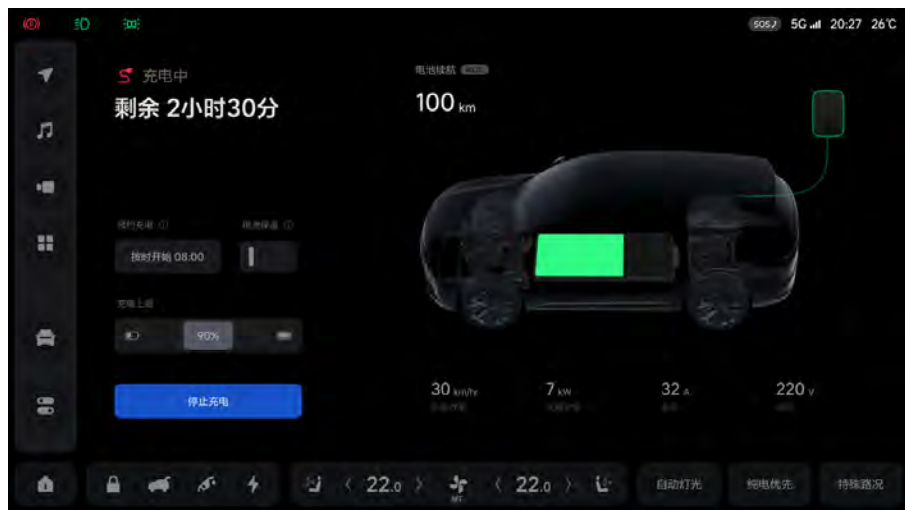 SOS 5G 20:27 26℃
充电中
剩余 2小时30分
电池续航
100 km
预约充电
电池保温
按时开始 08:00
充电上限
90%
停止充电
30 km/hr
7 kW
32 A
220 V
22.0
22.0
自动灯光
纯电优先
特殊路况